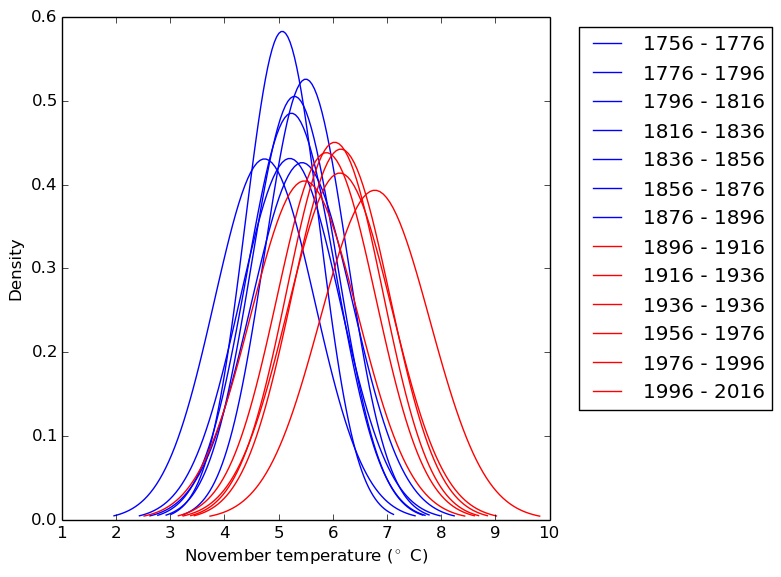 0.6
0.5
0.4
0.3
0.2
0.1
0.0
Density
1 2 3 4 5 6 7 8 9 10
November temperature (° C)
1756 - 1776
1776 - 1796
1796 - 1816
1816 - 1836
1836 - 1856
1856 - 1876
1876 - 1896
1896 - 1916
1916 - 1936
1936 - 1936
1956 - 1976
1976 - 1996
1996 - 2016